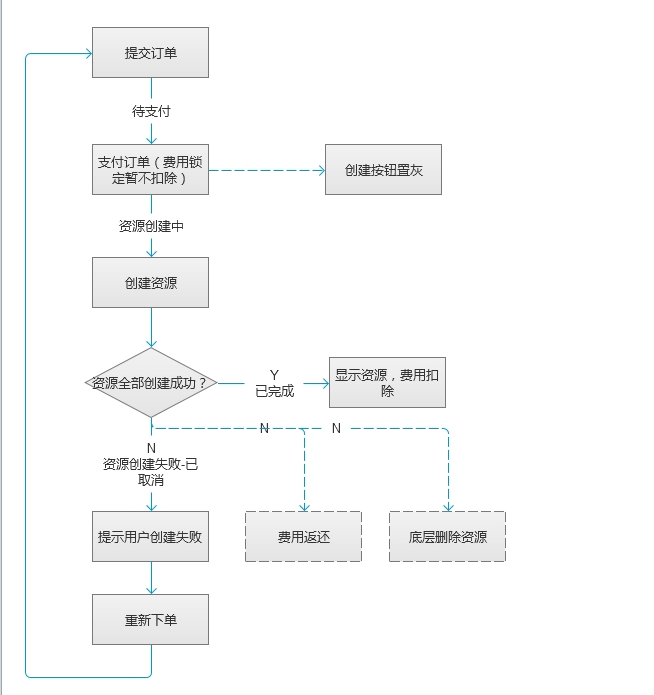 提交订单
待支付
支付订单（费用锁
定暂不扣除）
创建按钮置灰
资源创建中
创建资源
资源全部创建成功？
Y
已完成
显示资源，费用扣
除
N
N
N
资源创建失败-已
取消
提示用户创建失败
费用返还
底层删除资源
重新下单